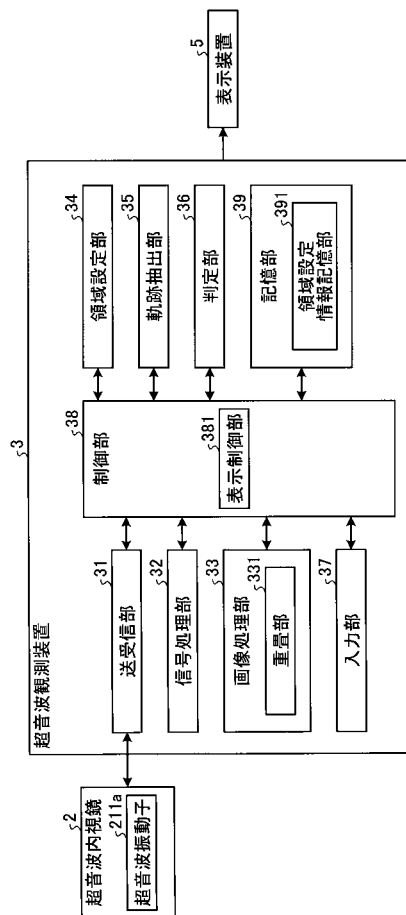 超音波観測装置
3
2
超音波内視鏡
211a
超音波振動子
31
送受信部
32
信号処理部
33
画像処理部
331
重畳部
37
入力部
38
制御部
381
表示制御部
34
領域設定部
35
軌跡抽出部
36
判定部
39
記憶部
391
領域設定
情報記憶部
5
表示装置